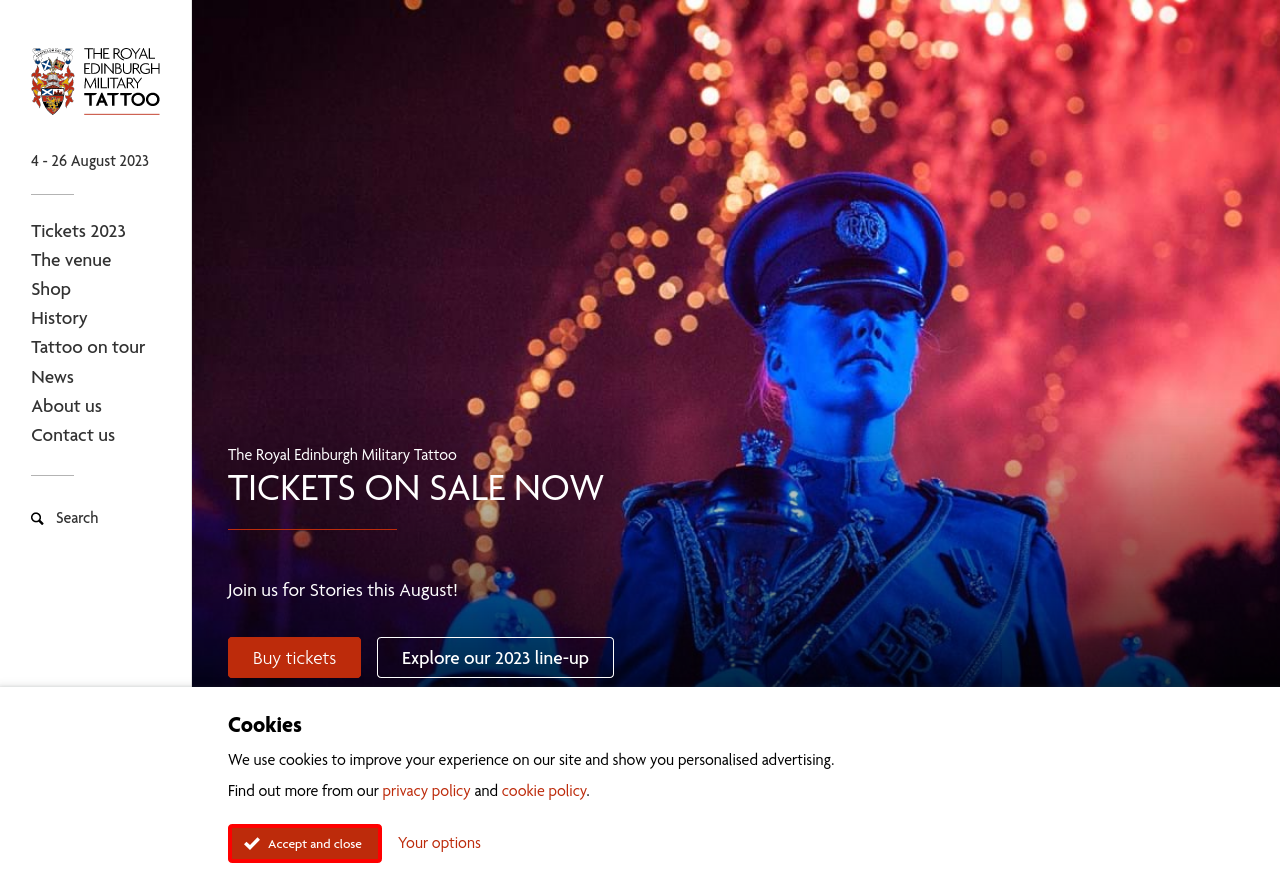 THE ROYAL
EDINBURGH
MILITARY
TATTOO
4 - 26 August 2023
Tickets 2023
The venue
Shop
History
Tattoo on tour
News
About us
Contact us
Search
The Royal Edinburgh Military Tattoo
TICKETS ON SALE NOW
Join us for Stories this August!
Buy tickets
Explore our 2023 line-up
Cookies
We use cookies to improve your experience on our site and show you personalised advertising.
Find out more from our privacy policy and cookie policy.
Accept and close
Your options